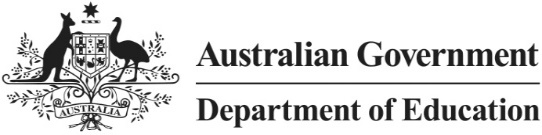 Australian Government
Department of Education
AUSTRALIA